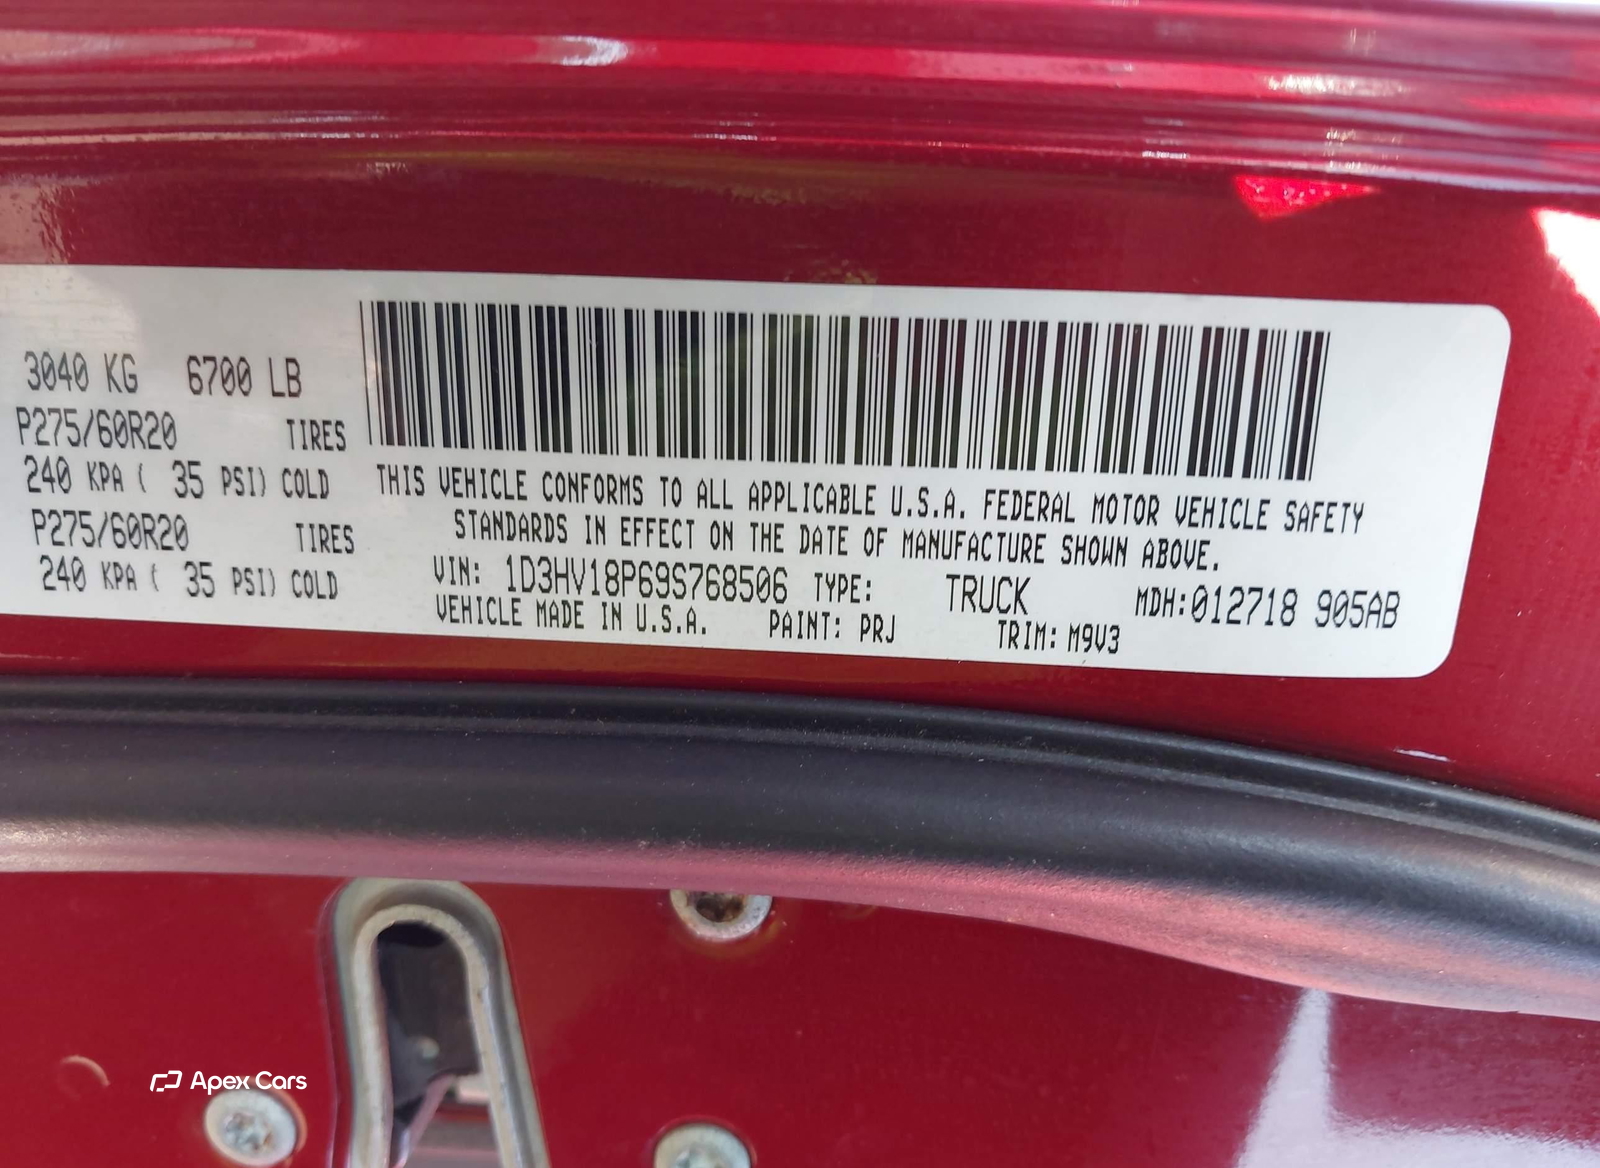 3040 KG 6700 LB
P275/60R20 TIRES
240 KPA ( 35 PSI) COLD
P275/60R20 TIRES
240 KPA ( 35 PSI) COLD
THIS VEHICLE CONFORMS TO ALL APPLICABLE U.S.A. FEDERAL MOTOR VEHICLE SAFETY
STANDARDS IN EFFECT ON THE DATE OF MANUFACTURE SHOWN ABOVE.
VIN: 1D3HV18P69S768506 TYPE: TRUCK MDH:012718 905AB
VEHICLE MADE IN U.S.A. PAINT: PRJ TRIM: M9V3
Apex Cars